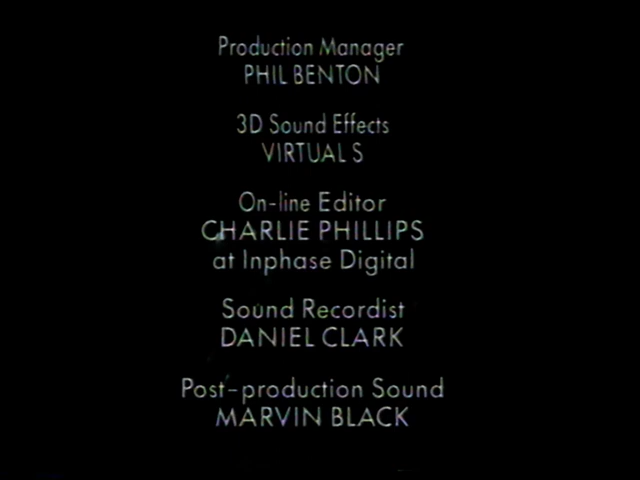 Production Manager
PHIL BENTON
3D Sound Effects
VIRTUAL S
On-line Editor
CHARLIE PHILLIPS
at Inphase Digital
Sound Recordist
DANIEL CLARK
Post-production Sound
MARVIN BLACK